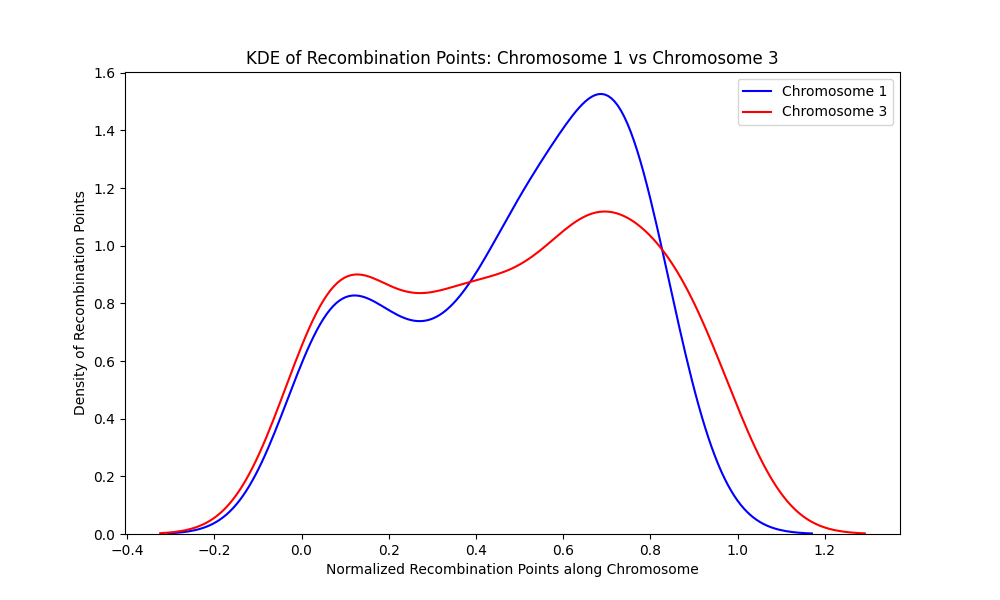 KDE of Recombination Points: Chromosome 1 vs Chromosome 3
Chromosome 1
Chromosome 3
Density of Recombination Points
1.6
1.4
1.2
1.0
0.8
0.6
0.4
0.2
0.0
−0.4 −0.2 0.0 0.2 0.4 0.6 0.8 1.0 1.2
Normalized Recombination Points along Chromosome